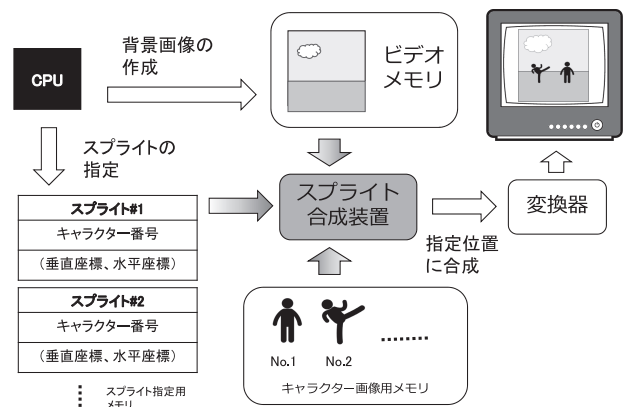 CPU
背景画像の
作成
ビデオ
メモリ
スプライトの
指定
スプライト#1
キャラクター番号
(垂直座標、水平座標)
スプライト#2
キャラクター番号
(垂直座標、水平座標)
スプライト指定用
メモリ
スプライト
合成装置
指定位置
に合成
変換器
No.1
No.2
キャラクター画像用メモリ